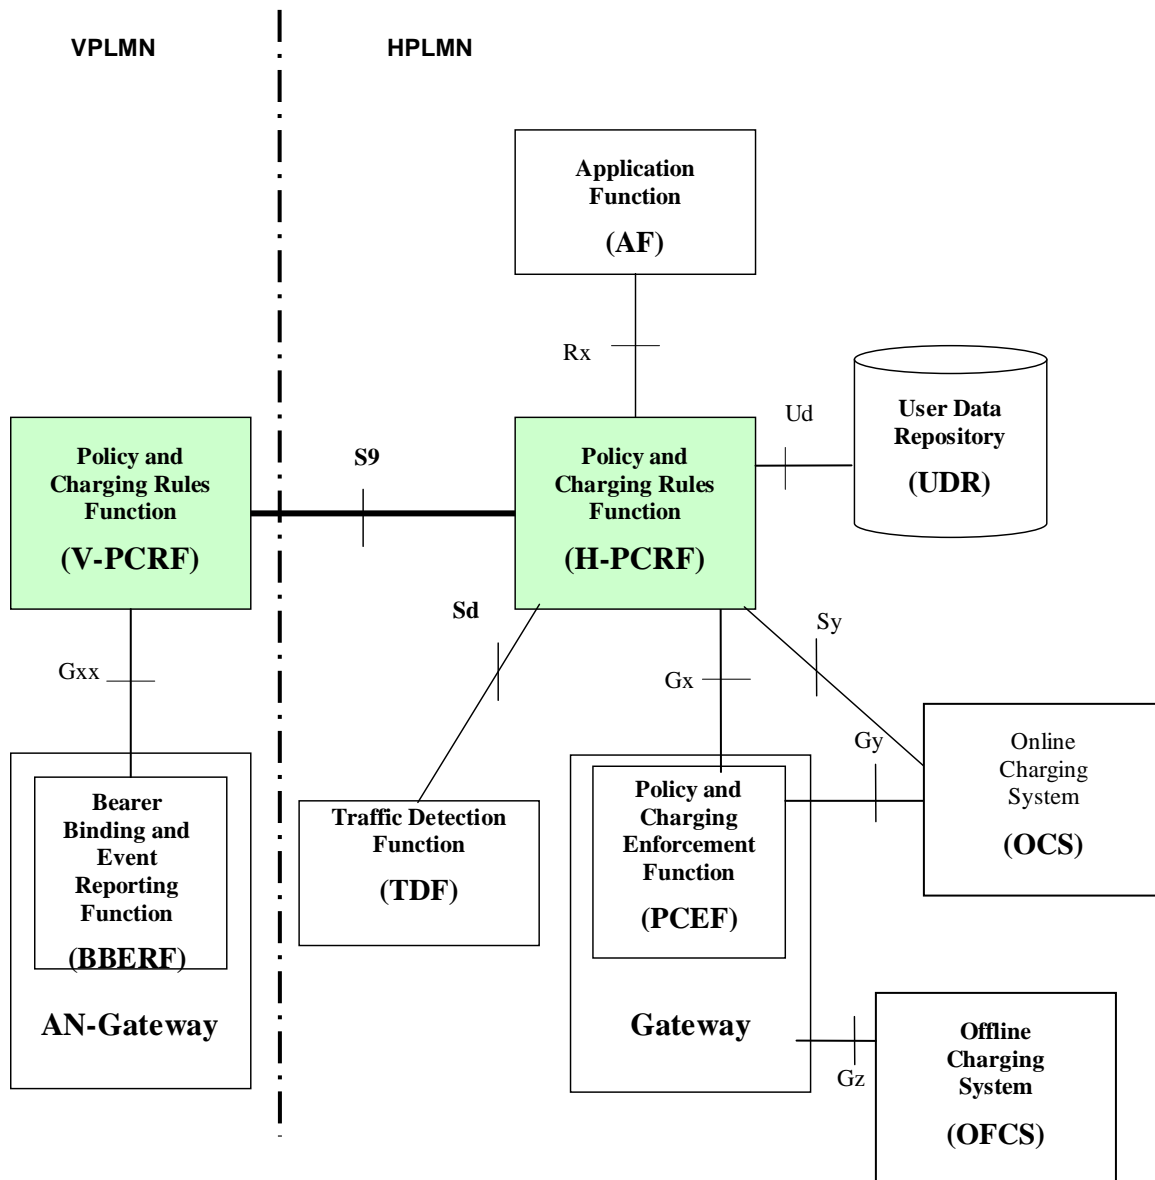 VPLMN
HPLMN
Application
Function
(AF)
Rx
User Data
Repository
(UDR)
Ud
Policy and
Charging Rules
Function
(V-PCRF)
S9
Policy and
Charging Rules
Function
(H-PCRF)
Gxx
Sd
Gx
Sy
Gy
Bearer
Binding and
Event
Reporting
Function
(BBERF)
AN-Gateway
Traffic Detection
Function
(TDF)
Policy and
Charging
Enforcement
Function
(PCEF)
Gateway
Online
Charging
System
(OCS)
Gz
Offline
Charging
System
(OFCS)